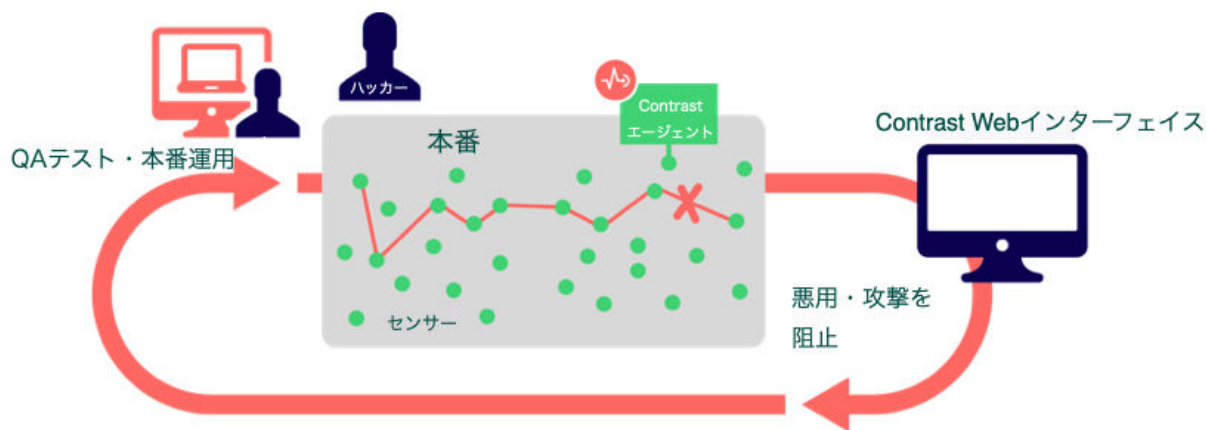 ハッカー
Contrast
エージェント
本番
Contrast Webインターフェイス
QAテスト・本番運用
悪用・攻撃を
阻止
センサー